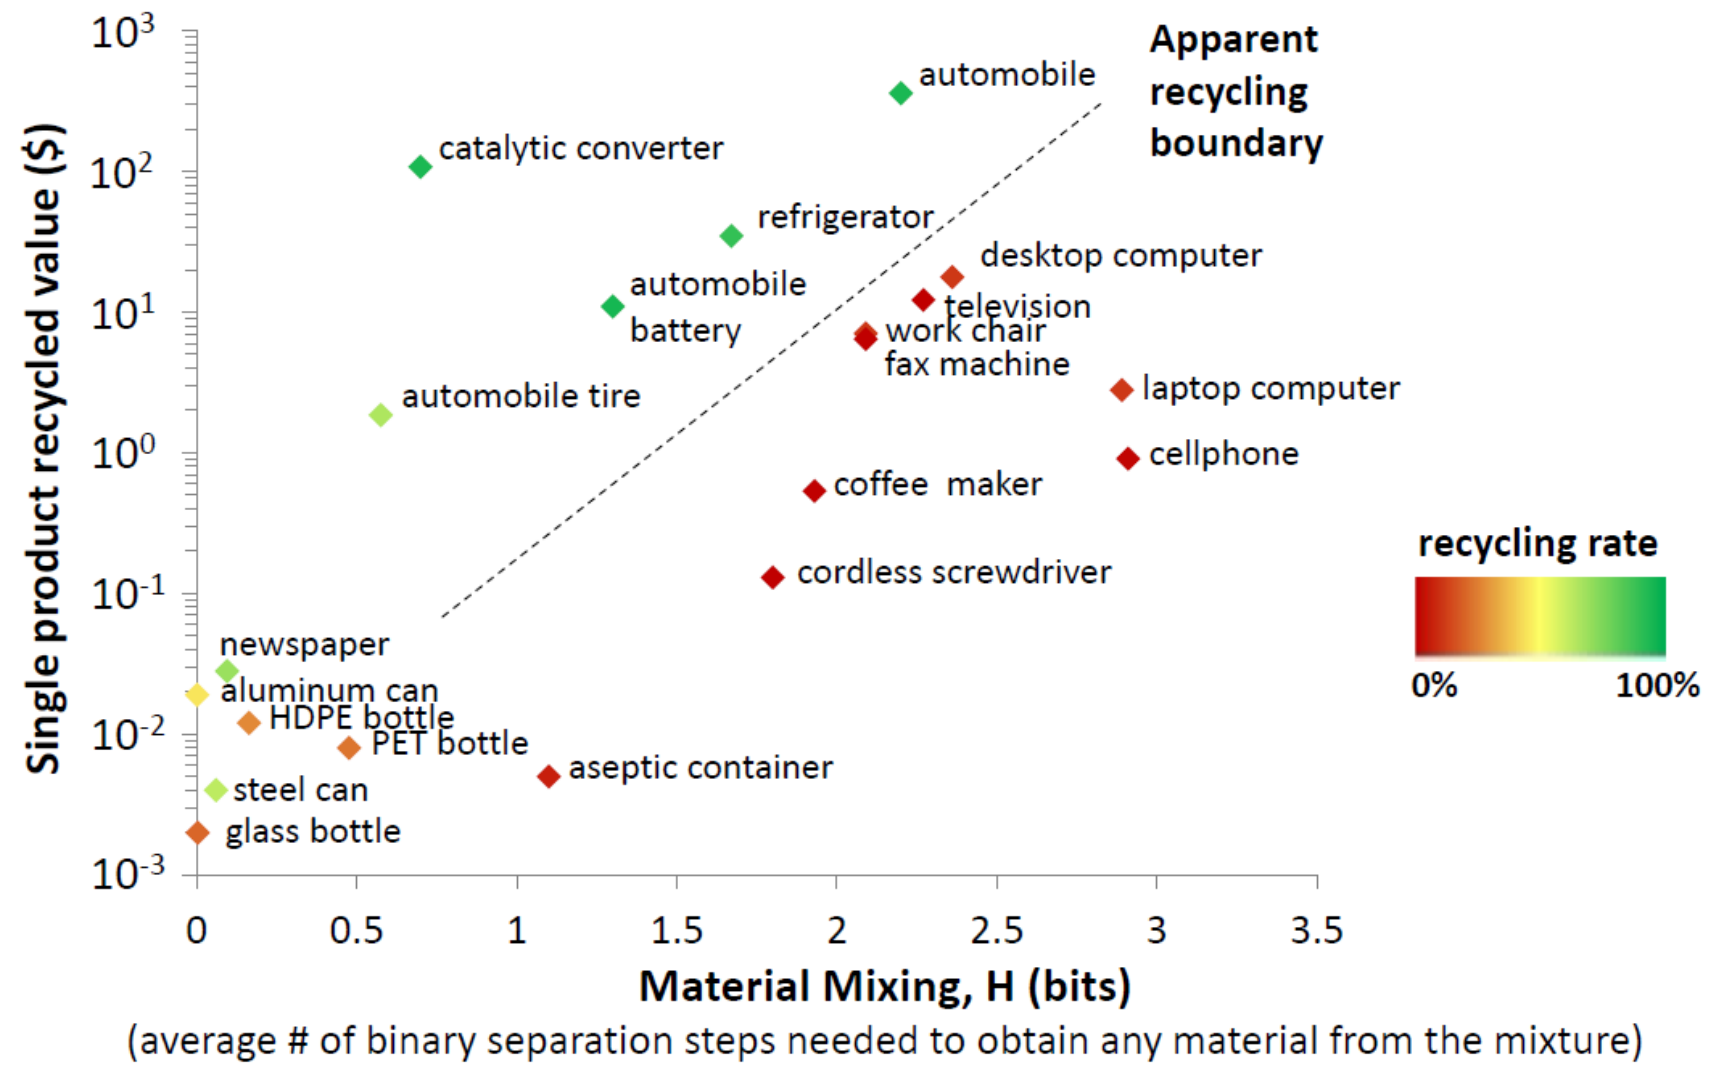 10³
10²
10¹
10⁰
10⁻¹
10⁻²
10⁻³
Single product recycled value ($)
Apparent
recycling
boundary
automobile
catalytic converter
refrigerator
desktop computer
automobile
battery
television
work chair
fax machine
automobile tire
laptop computer
cellphone
coffee maker
cordless screwdriver
newspaper
aluminum can
HDPE bottle
PET bottle
aseptic container
steel can
glass bottle
recycling rate
0% 100%
0 0.5 1 1.5 2 2.5 3 3.5
Material Mixing, H (bits)
(average # of binary separation steps needed to obtain any material from the mixture)